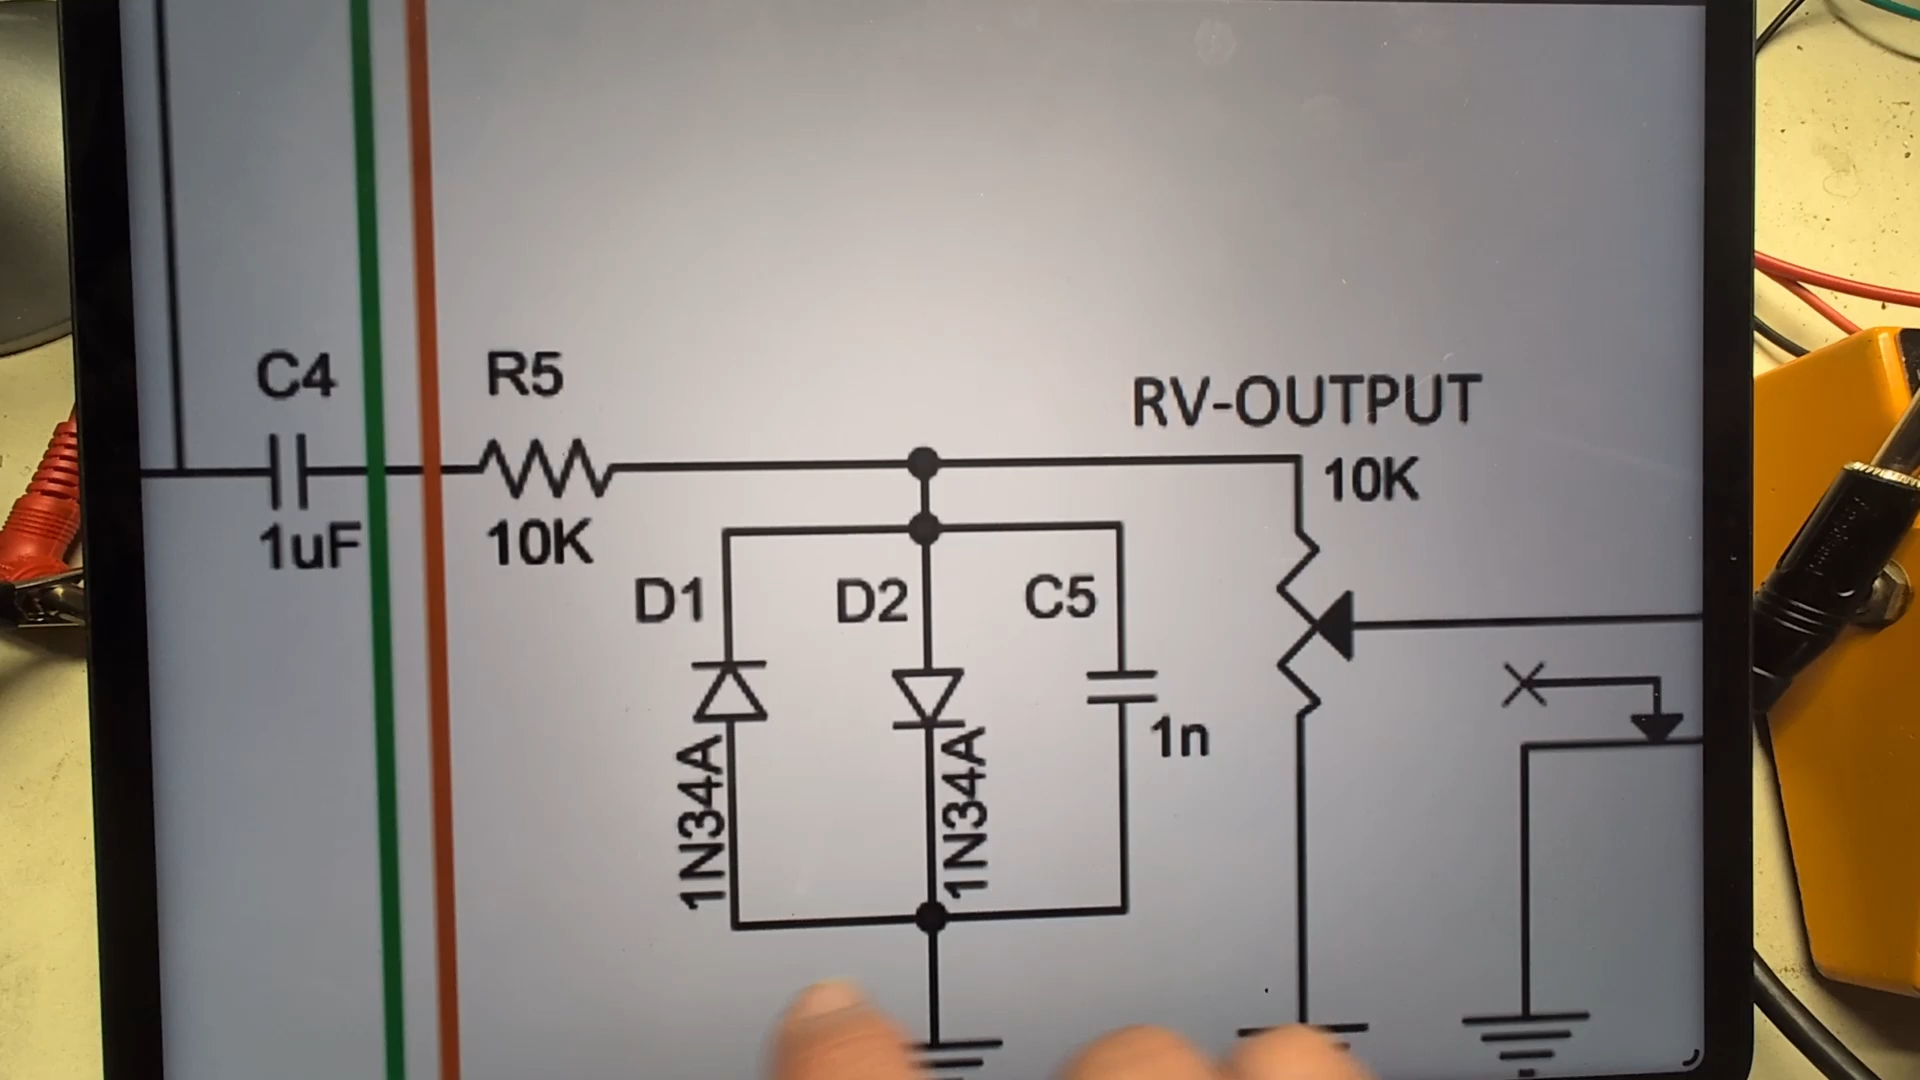 C4
R5
RV-OUTPUT
10K
1uF
10K
D1
D2
C5
1n
1N34A
1N34A